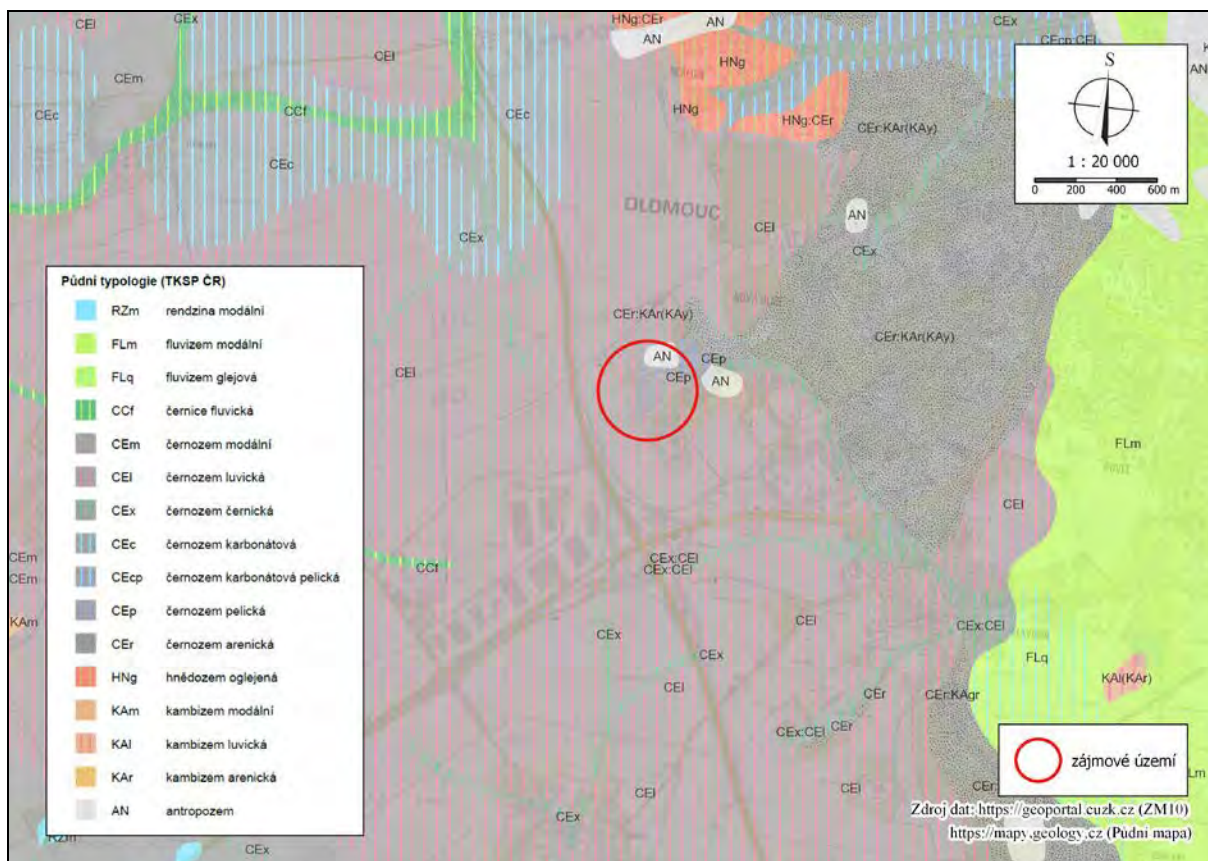 CEl
CEx
HNg:CEr
AN
AN
CEx
CEm
CEl
HNg
CEcp:CEl
CEc
CCf
CEc
HNg
HNg:CEr
CEr:KAr(KAy)
CEc
OLOMOUC
AN
CEx
CEl
CEx
CEr:KAr(KAy)
CEr:KAr(KAy)
CEl
AN
CEp
CEp
AN
FLm
CEl
CEm
CEm
KAm
CCf
CEx:CEl
CEx:CEl
CEl
CEx:CEl
CEx
CEx
FLq
CEl
CEr
CEr:KAgr
KAl(KAr)
CEx:CEl
CEr
CEl
CEl
CEx
CEr:
Lm
RZm
CEx
S
1 : 20 000
0 200 400 600 m
Půdní typologie (TKSP ČR)
RZm rendzina modální
FLm fluvizem modální
FLq fluvizem glejová
CCf černice fluvická
CEm černozem modální
CEl černozem luvická
CEx černozem černická
CEc černozem karbonátová
CEcp černozem karbonátová pelická
CEp černozem pelická
CEr černozem arenická
HNg hnědozem oglejená
KAm kambizem modální
KAl kambizem luvická
KAr kambizem arenická
AN antropozem
zájmové území
Zdroj dat: https://geoportal.cuzk.cz (ZM10)
https://mapy.geology.cz (Půdní mapa)